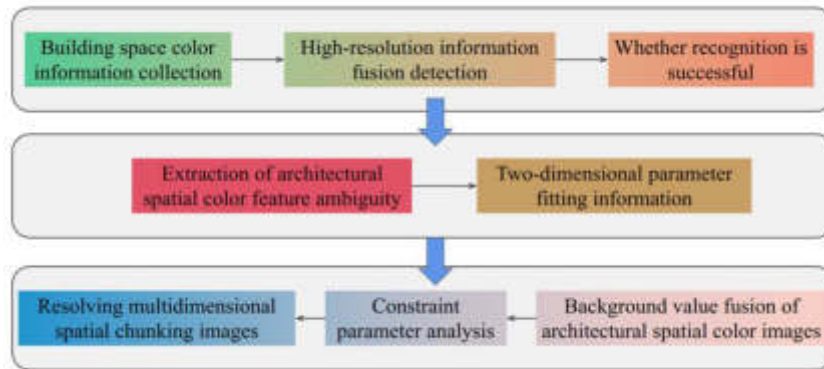 Building space color
information collection
High-resolution information
fusion detection
Whether recognition is
successful
Extraction of architectural
spatial color feature ambiguity
Two-dimensional parameter
fitting information
Resolving multidimensional
spatial chunking images
Constraint
parameter analysis
Background value fusion of
architectural spatial color images